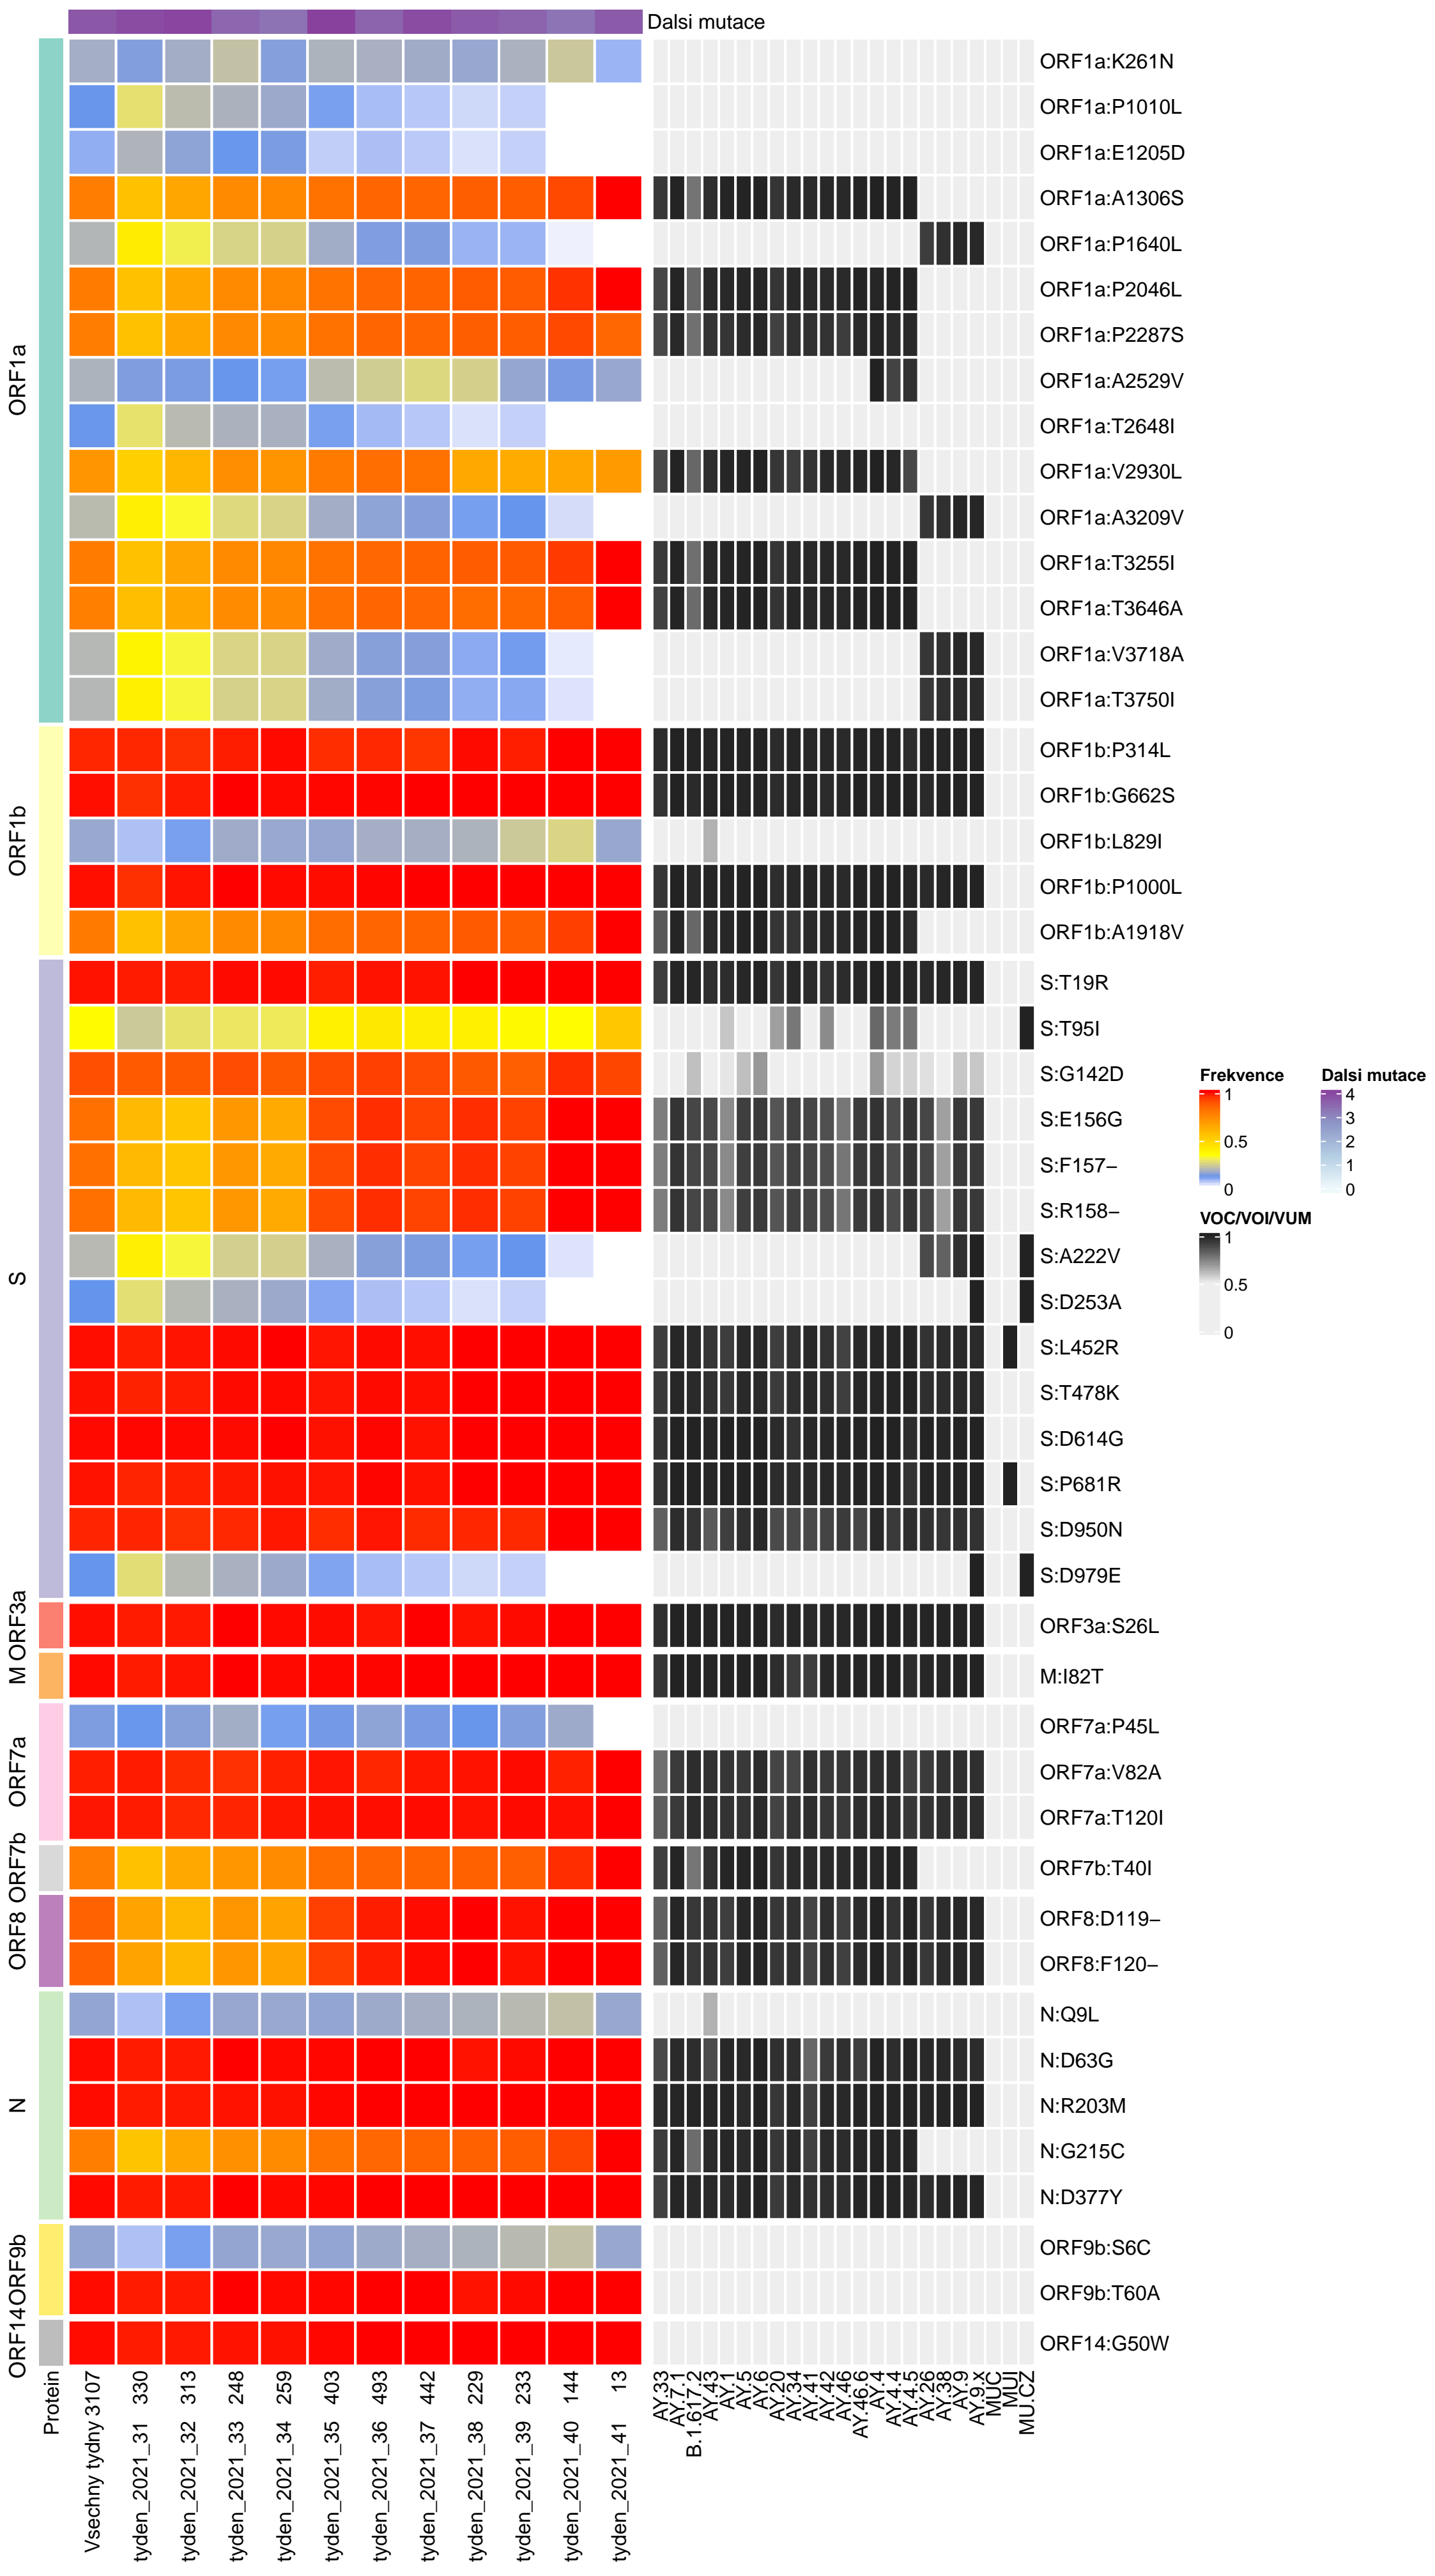 Dalsi mutace
ORF1a:K261N
ORF1a:P1010L
ORF1a:E1205D
ORF1a:A1306S
ORF1a:P1640L
ORF1a:P2046L
ORF1a:P2287S
ORF1a:A2529V
ORF1a:T2648I
ORF1a:V2930L
ORF1a:A3209V
ORF1a:T3255I
ORF1a:T3646A
ORF1a:V3718A
ORF1a:T3750I
ORF1b:P314L
ORF1b:G662S
ORF1b:L829I
ORF1b:P1000L
ORF1b:A1918V
S:T19R
S:T95I
S:G142D
S:E156G
S:F157–
S:R158–
S:A222V
S:D253A
S:L452R
S:T478K
S:D614G
S:P681R
S:D950N
S:D979E
ORF3a:S26L
M:I82T
ORF7a:P45L
ORF7a:V82A
ORF7a:T120I
ORF7b:T40I
ORF8:D119–
ORF8:F120–
N:Q9L
N:D63G
N:R203M
N:G215C
N:D377Y
ORF9b:S6C
ORF9b:T60A
ORF14:G50W
ORF1a
ORF1b
S
ORF3a
M
ORF7a
ORF7b
ORF8
N
ORF9b
ORF14
Protein
Vsechny tydny 3107
tyden_2021_31 330
tyden_2021_32 313
tyden_2021_33 248
tyden_2021_34 259
tyden_2021_35 403
tyden_2021_36 493
tyden_2021_37 442
tyden_2021_38 229
tyden_2021_39 233
tyden_2021_40 144
tyden_2021_41 13
AY.33
AY.7.1
B.1.617.2
AY.43
AY.1
AY.5
AY.6
AY.20
AY.34
AY.41
AY.42
AY.46
AY.46.6
AY.4
AY.4.4
AY.4.5
AY.26
AY.38
AY.9
AY.9.x
MUC
MUI
MU.CZ
Frekvence
1
0.5
0
Dalsi mutace
4
3
2
1
0
VOC/VOI/VUM
1
0.5
0